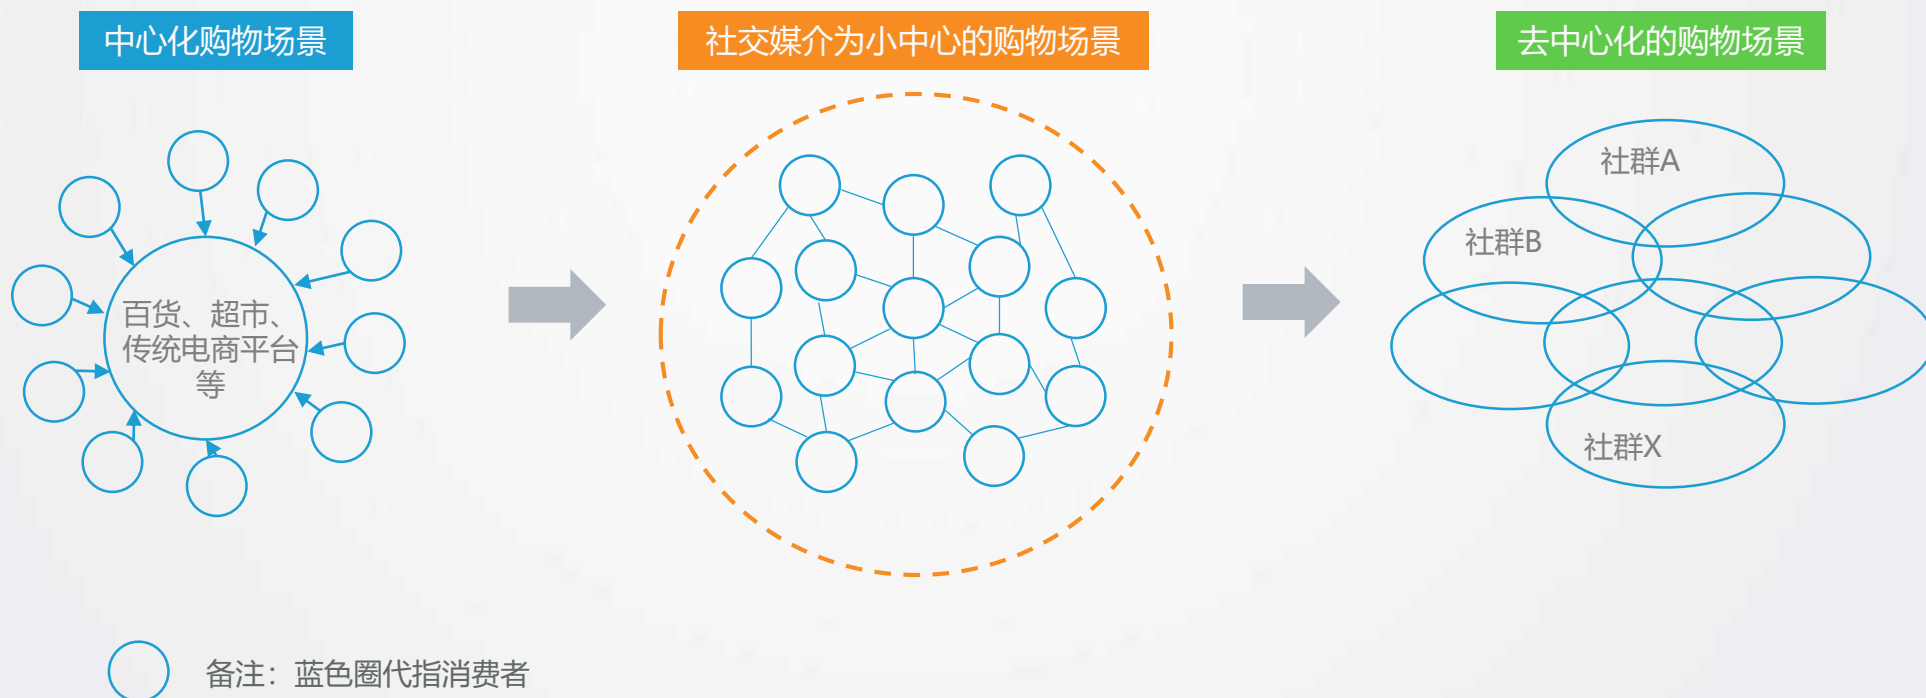 中心化购物场景
社交媒介为小中心的购物场景
去中心化的购物场景
百货、超市、
传统电商平台
等
社群A
社群B
社群X
备注：蓝色圈代指消费者